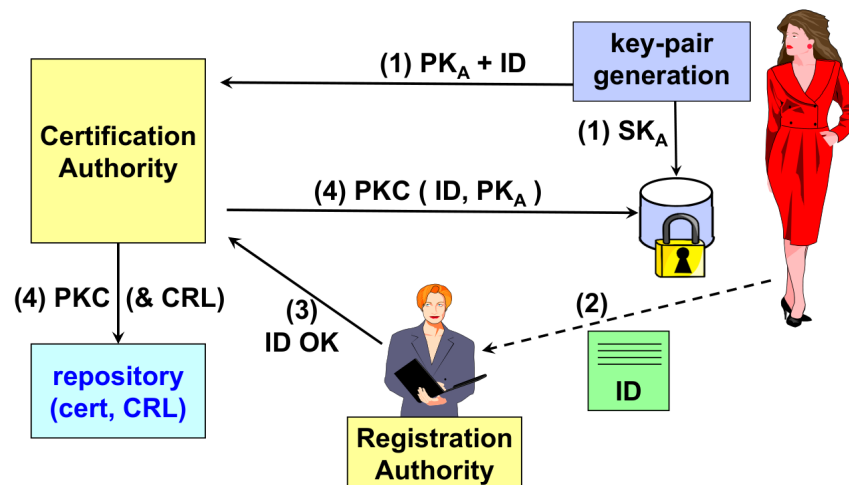 key-pair
generation
(1) PKA + ID
(1) SKA
Certification
Authority
(4) PKC ( ID, PKA )
(4) PKC (& CRL)
(3)
ID OK
(2)
ID
repository
(cert, CRL)
Registration
Authority